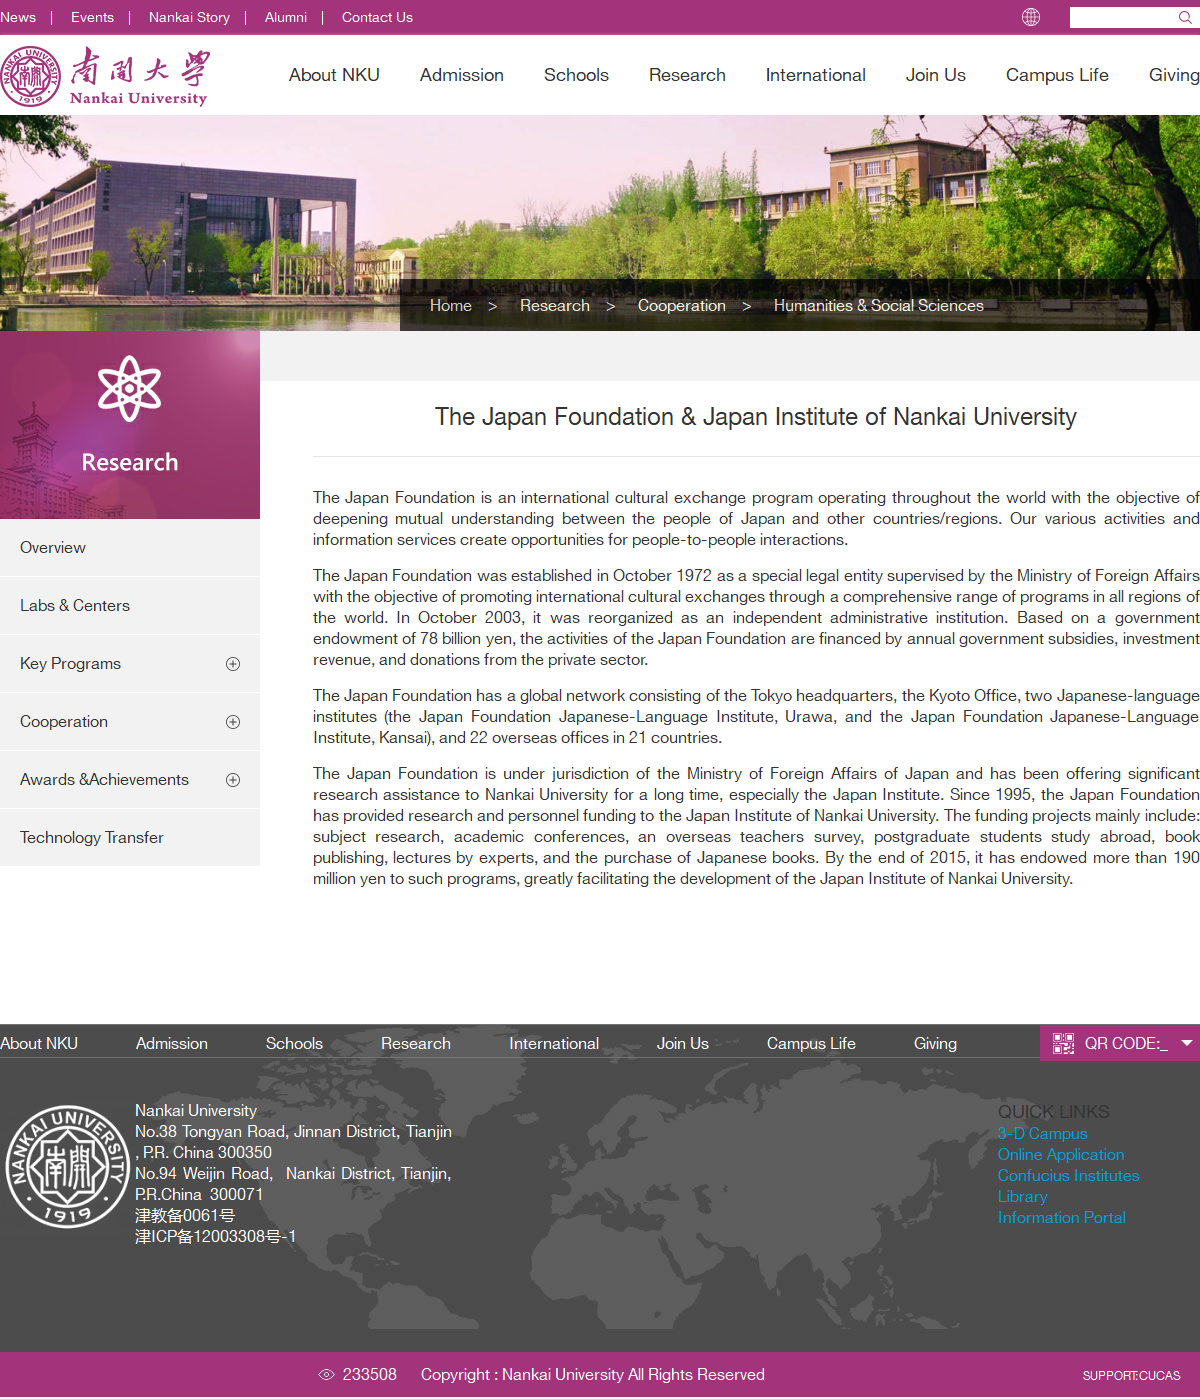 News | Events | Nankai Story | Alumni | Contact Us
NANKAI UNIVERSITY 1919
南開大學
Nankai University
About NKU Admission Schools Research International Join Us Campus Life Giving
Home > Research > Cooperation > Humanities & Social Sciences
Research
Overview
Labs & Centers
Key Programs
Cooperation
Awards &Achievements
Technology Transfer
The Japan Foundation & Japan Institute of Nankai University
The Japan Foundation is an international cultural exchange program operating throughout the world with the objective of
deepening mutual understanding between the people of Japan and other countries/regions. Our various activities and
information services create opportunities for people-to-people interactions.
The Japan Foundation was established in October 1972 as a special legal entity supervised by the Ministry of Foreign Affairs
with the objective of promoting international cultural exchanges through a comprehensive range of programs in all regions of
the world. In October 2003, it was reorganized as an independent administrative institution. Based on a government
endowment of 78 billion yen, the activities of the Japan Foundation are financed by annual government subsidies, investment
revenue, and donations from the private sector.
The Japan Foundation has a global network consisting of the Tokyo headquarters, the Kyoto Office, two Japanese-language
institutes (the Japan Foundation Japanese-Language Institute, Urawa, and the Japan Foundation Japanese-Language
Institute, Kansai), and 22 overseas offices in 21 countries.
The Japan Foundation is under jurisdiction of the Ministry of Foreign Affairs of Japan and has been offering significant
research assistance to Nankai University for a long time, especially the Japan Institute. Since 1995, the Japan Foundation
has provided research and personnel funding to the Japan Institute of Nankai University. The funding projects mainly include:
subject research, academic conferences, an overseas teachers survey, postgraduate students study abroad, book
publishing, lectures by experts, and the purchase of Japanese books. By the end of 2015, it has endowed more than 190
million yen to such programs, greatly facilitating the development of the Japan Institute of Nankai University.
About NKU Admission Schools Research International Join Us Campus Life Giving QR CODE:_
NANKAI UNIVERSITY 南開 1919
Nankai University
No.38 Tongyan Road, Jinnan District, Tianjin
, P.R. China 300350
No.94 Weijin Road, Nankai District, Tianjin,
P.R.China 300071
津教备0061号
津ICP备12003308号-1
QUICK LINKS
3-D Campus
Online Application
Confucius Institutes
Library
Information Portal
233508 Copyright : Nankai University All Rights Reserved
SUPPORT:CUCAS